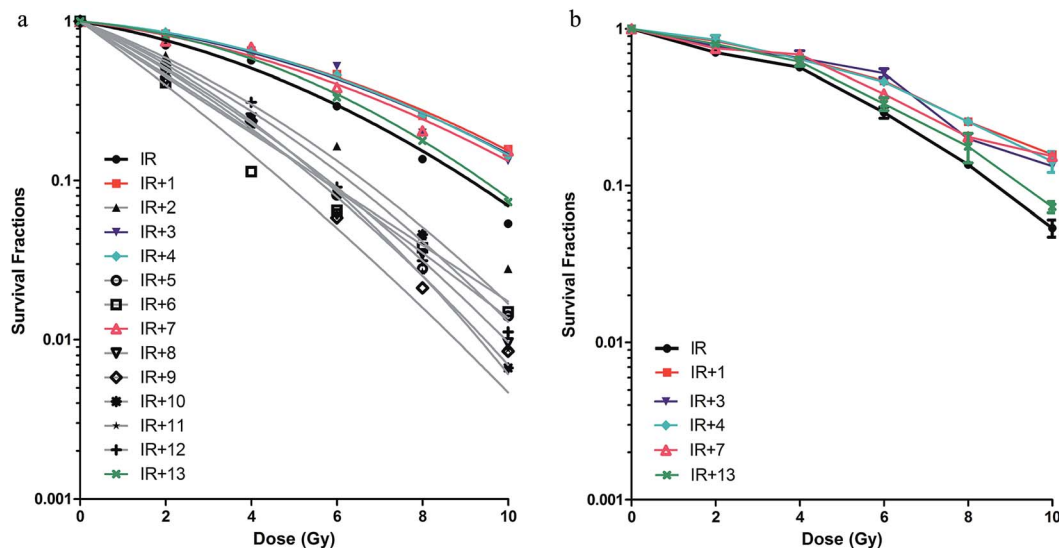 a
Survival Fractions
1
0.1
0.01
0.001
IR
IR+1
IR+2
IR+3
IR+4
IR+5
IR+6
IR+7
IR+8
IR+9
IR+10
IR+11
IR+12
IR+13
0 2 4 6 8 10
Dose (Gy)
b
Survival Fractions
1
0.1
0.01
0.001
IR
IR+1
IR+3
IR+4
IR+7
IR+13
0 2 4 6 8 10
Dose (Gy)